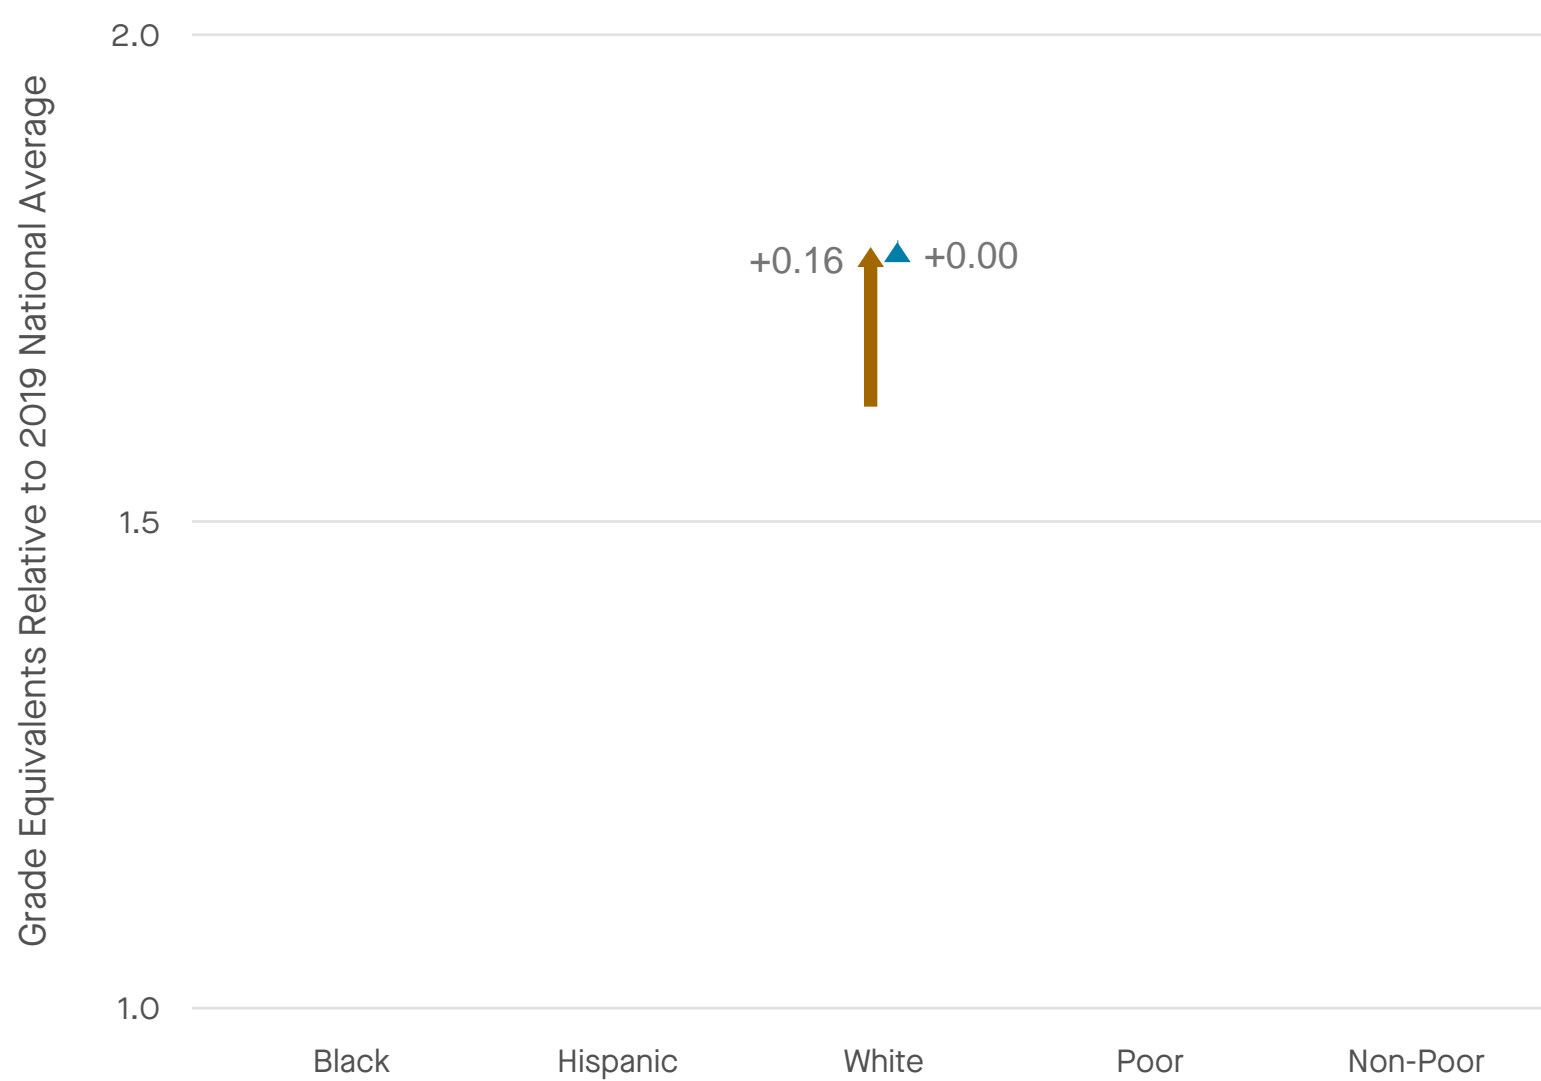 Grade Equivalents Relative to 2019 National Average
2.0
+0.16
+0.00
1.5
1.0
Black
Hispanic
White
Poor
Non-Poor